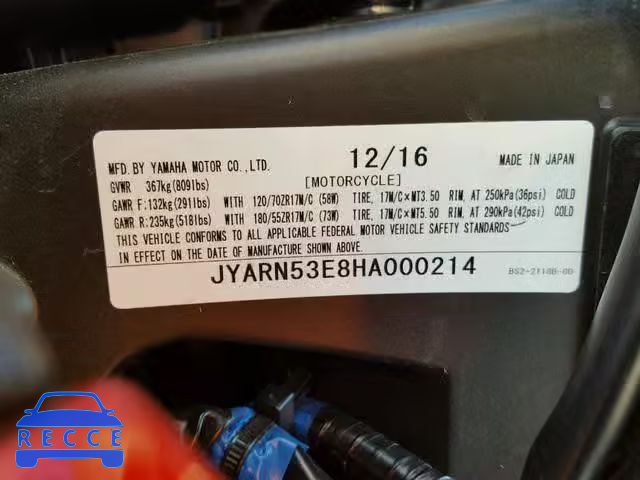 MFD. BY YAMAHA MOTOR CO.,LTD. 12/16 MADE IN JAPAN
GVWR 367kg(809lbs) [MOTORCYCLE]
GAWR F:132kg(291lbs) WITH 120/70ZR17M/C (58W) TIRE, 17M/C×MT3.50 RIM, AT 250kPa(36psi) COLD
GAWR R:235kg(518lbs) WITH 180/55ZR17M/C (73W) TIRE, 17M/C×MT5.50 RIM, AT 290kPa(42psi) COLD
THIS VEHICLE CONFORMS TO ALL APPLICABLE FEDERAL MOTOR VEHICLE SAFETY STANDARDS
IN EFFECT ON THE DATE OF MANUFACTURE SHOWN ABOVE.
JYARN53E8HA000214 BS2-2118B-00
RECCE